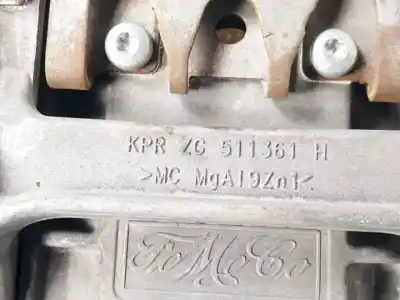 KPR ZC 511361 H
>MC MgAl9Zn1<
FoMoCo